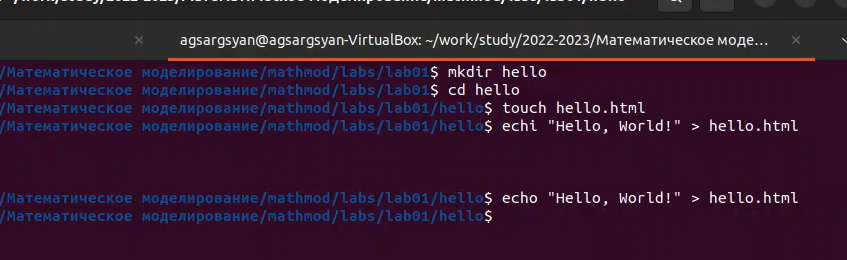 agsargsyan@agsargsyan-VirtualBox: ~/work/study/2022-2023/Математическое моде...
/Математическое моделирование/mathmod/labs/lab01$ mkdir hello
/Математическое моделирование/mathmod/labs/lab01$ cd hello
/Математическое моделирование/mathmod/labs/lab01/hello$ touch hello.html
/Математическое моделирование/mathmod/labs/lab01/hello$ echi "Hello, World!" > hello.html
/Математическое моделирование/mathmod/labs/lab01/hello$ echo "Hello, World!" > hello.html
/Математическое моделирование/mathmod/labs/lab01/hello$